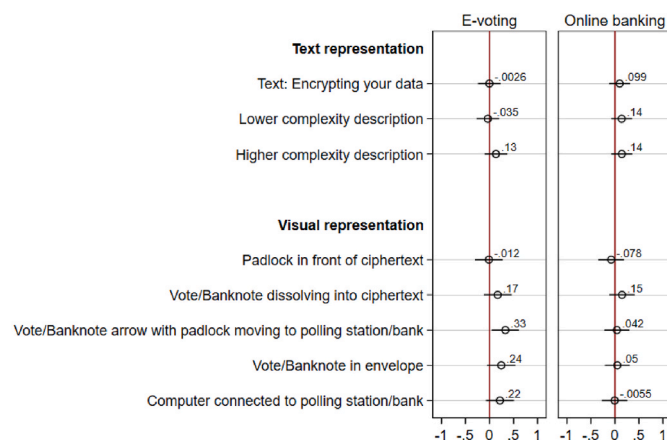 E-voting Online banking
Text representation
Text: Encrypting your data -.0026 .099
Lower complexity description -.035 .14
Higher complexity description .13 .14
Visual representation
Padlock in front of ciphertext -.012 -.078
Vote/Banknote dissolving into ciphertext .17 .15
Vote/Banknote arrow with padlock moving to polling station/bank .33 .042
Vote/Banknote in envelope .24 .05
Computer connected to polling station/bank .22 -.0055
-1 -.5 0 .5 1 -1 -.5 0 .5 1